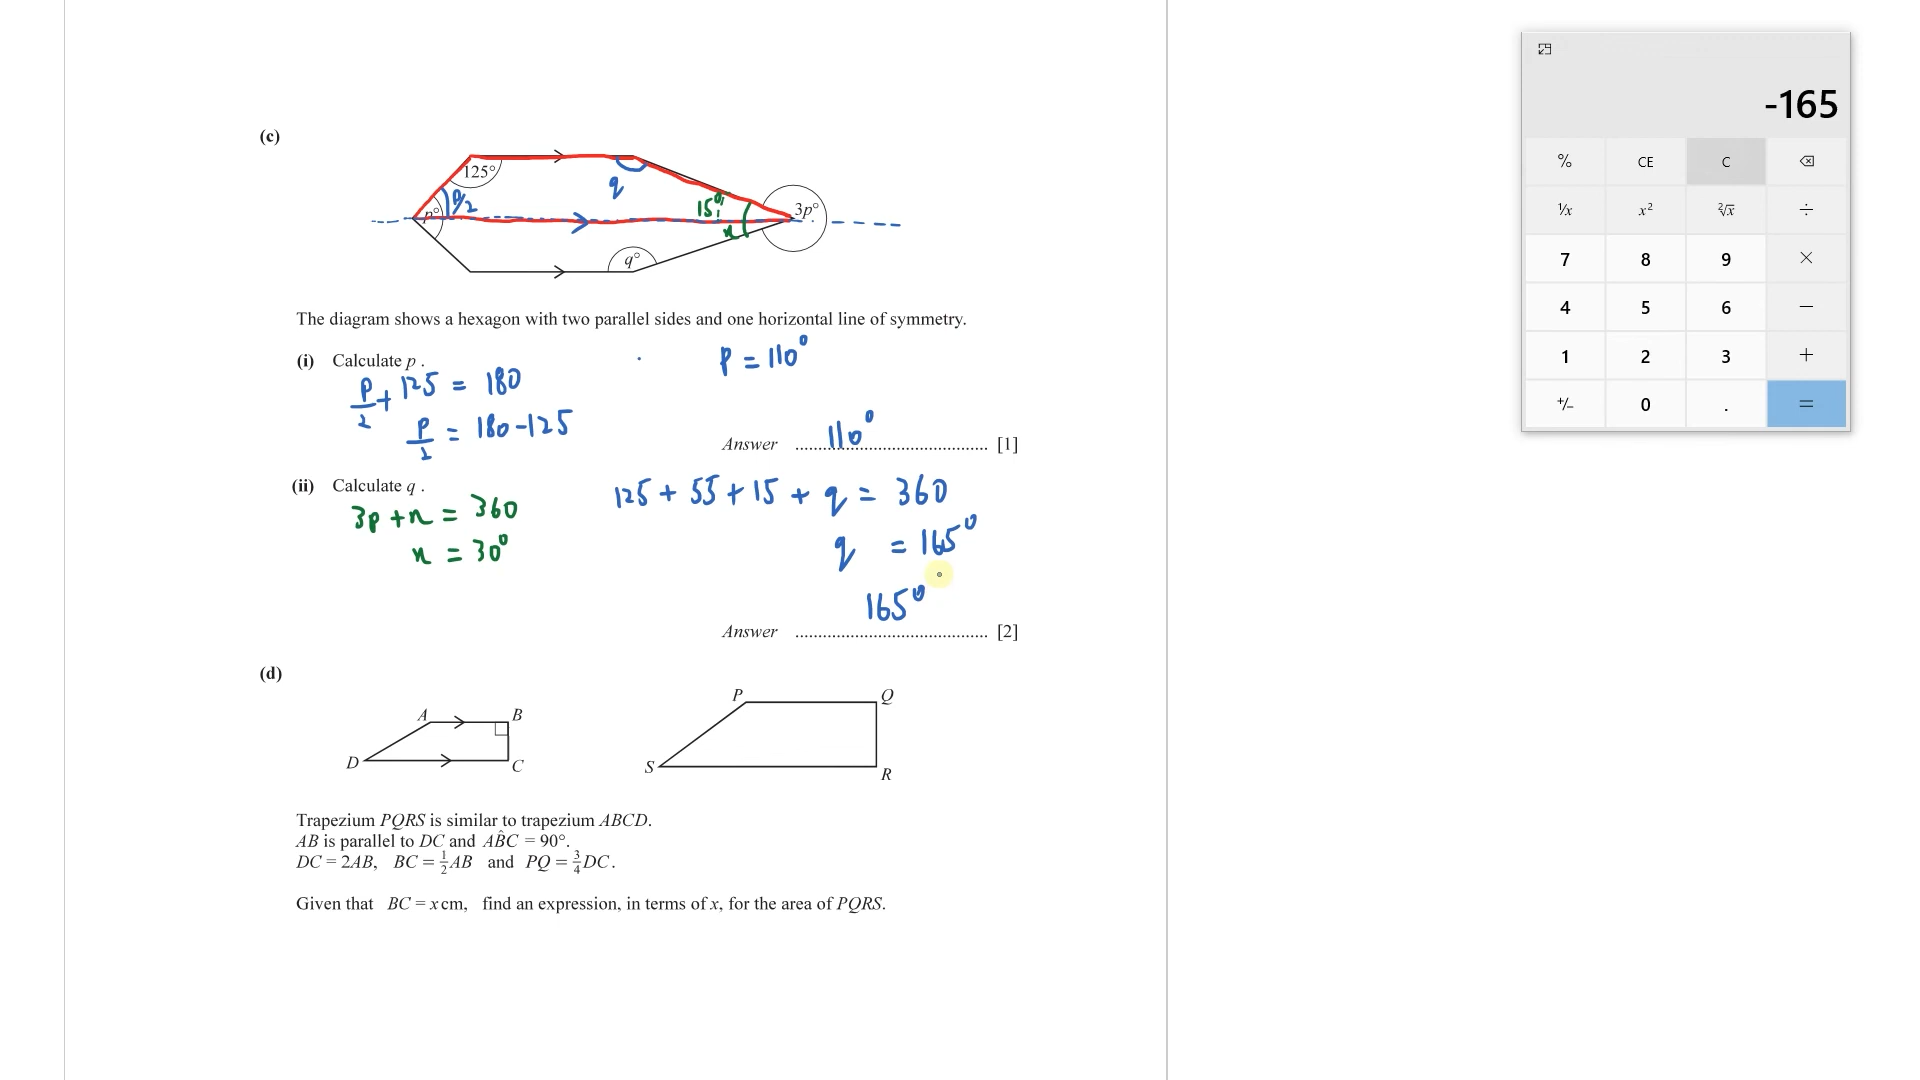 (c)
125°
q
p/2
p°
15°
n
3p°
q°
The diagram shows a hexagon with two parallel sides and one horizontal line of symmetry.
(i) Calculate p .
p/2 + 125 = 180
p/2 = 180-125
P = 110°
110°
Answer .......................................... [1]
(ii) Calculate q .
3p + n = 360
n = 30°
125 + 55 + 15 + q = 360
q = 165°
165°
Answer .......................................... [2]
(d)
A B
D C
P Q
S R
Trapezium PQRS is similar to trapezium ABCD.
AB is parallel to DC and AB̂C = 90°.
DC = 2AB, BC = 1/2 AB and PQ = 3/4 DC.
Given that BC = x cm, find an expression, in terms of x, for the area of PQRS.
-165
% CE C ⌫
¹/x x² ²√x ÷
7 8 9 ×
4 5 6 −
1 2 3 +
+/- 0 . =